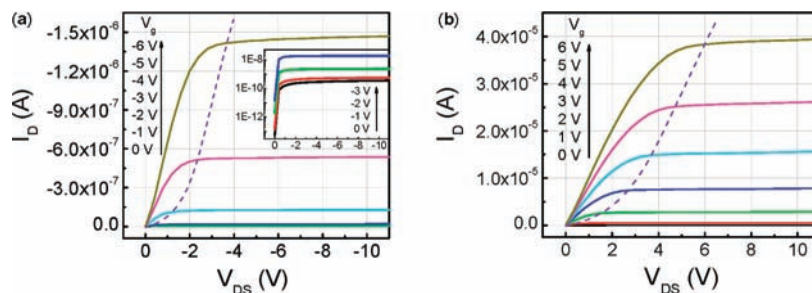 (a)
-1.5x10⁻⁶
-1.2x10⁻⁶
-9.0x10⁻⁷
-6.0x10⁻⁷
-3.0x10⁻⁷
0.0
I_D (A)
V_g
-6 V
-5 V
-4 V
-3 V
-2 V
-1 V
0 V
1E-8
1E-10
1E-12
-3 V
-2 V
-1 V
0 V
0 -2 -4 -6 -8 -10
0 -2 -4 -6 -8 -10
V_DS (V)
(b)
4.0x10⁻⁵
3.0x10⁻⁵
2.0x10⁻⁵
1.0x10⁻⁵
0.0
I_D (A)
V_g
6 V
5 V
4 V
3 V
2 V
1 V
0 V
0 2 4 6 8 10
V_DS (V)